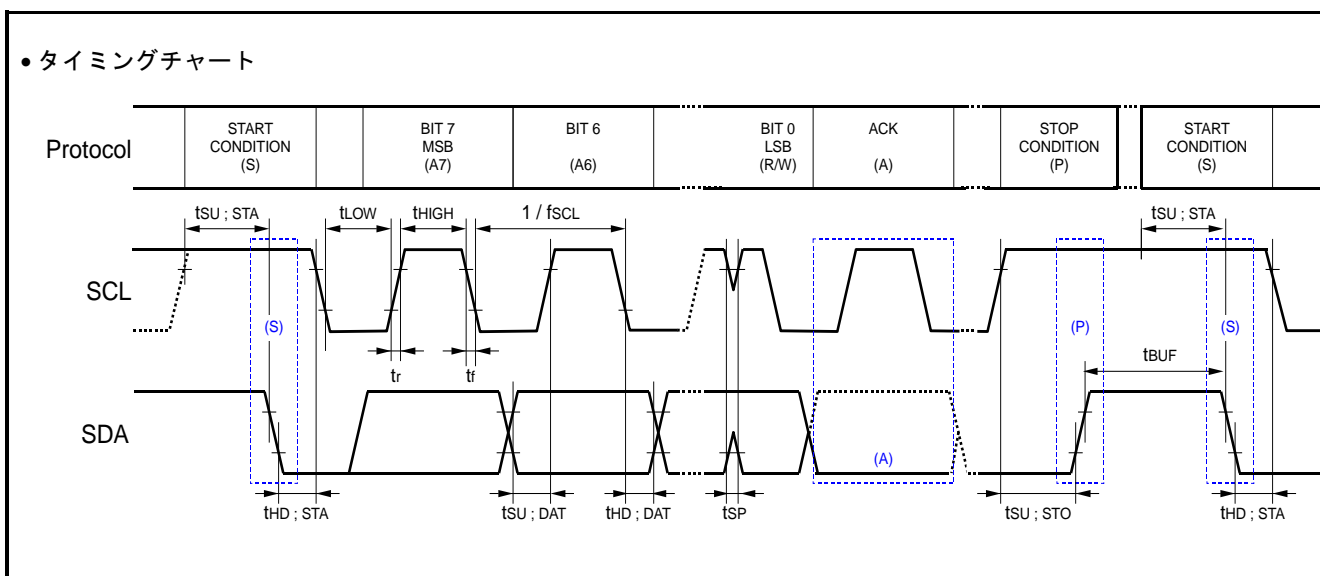 • タイミングチャート
Protocol
START
CONDITION
(S)
BIT 7
MSB
(A7)
BIT 6
(A6)
BIT 0
LSB
(R/W)
ACK
(A)
STOP
CONDITION
(P)
START
CONDITION
(S)
tSU ; STA
tLOW
tHIGH
1 / fSCL
tSU ; STA
SCL
(S)
(P)
(S)
tr
tf
tBUF
SDA
(A)
tHD ; STA
tSU ; DAT
tHD ; DAT
tSP
tSU ; STO
tHD ; STA